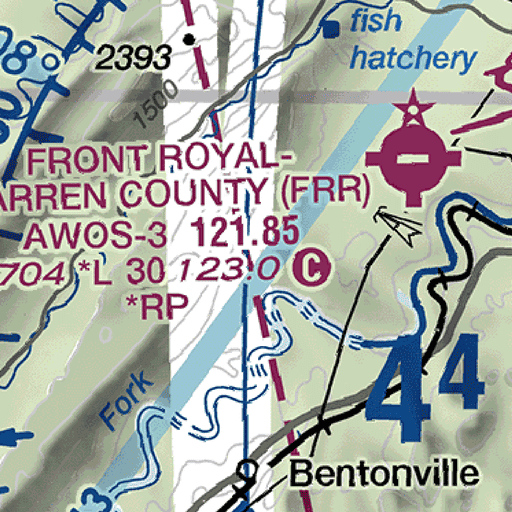 fish
hatchery
2393
1500
FRONT ROYAL-
ARREN COUNTY (FRR)
AWOS-3 121.85
704 *L 30 123.0 C
*RP
44
Fork
Bentonville